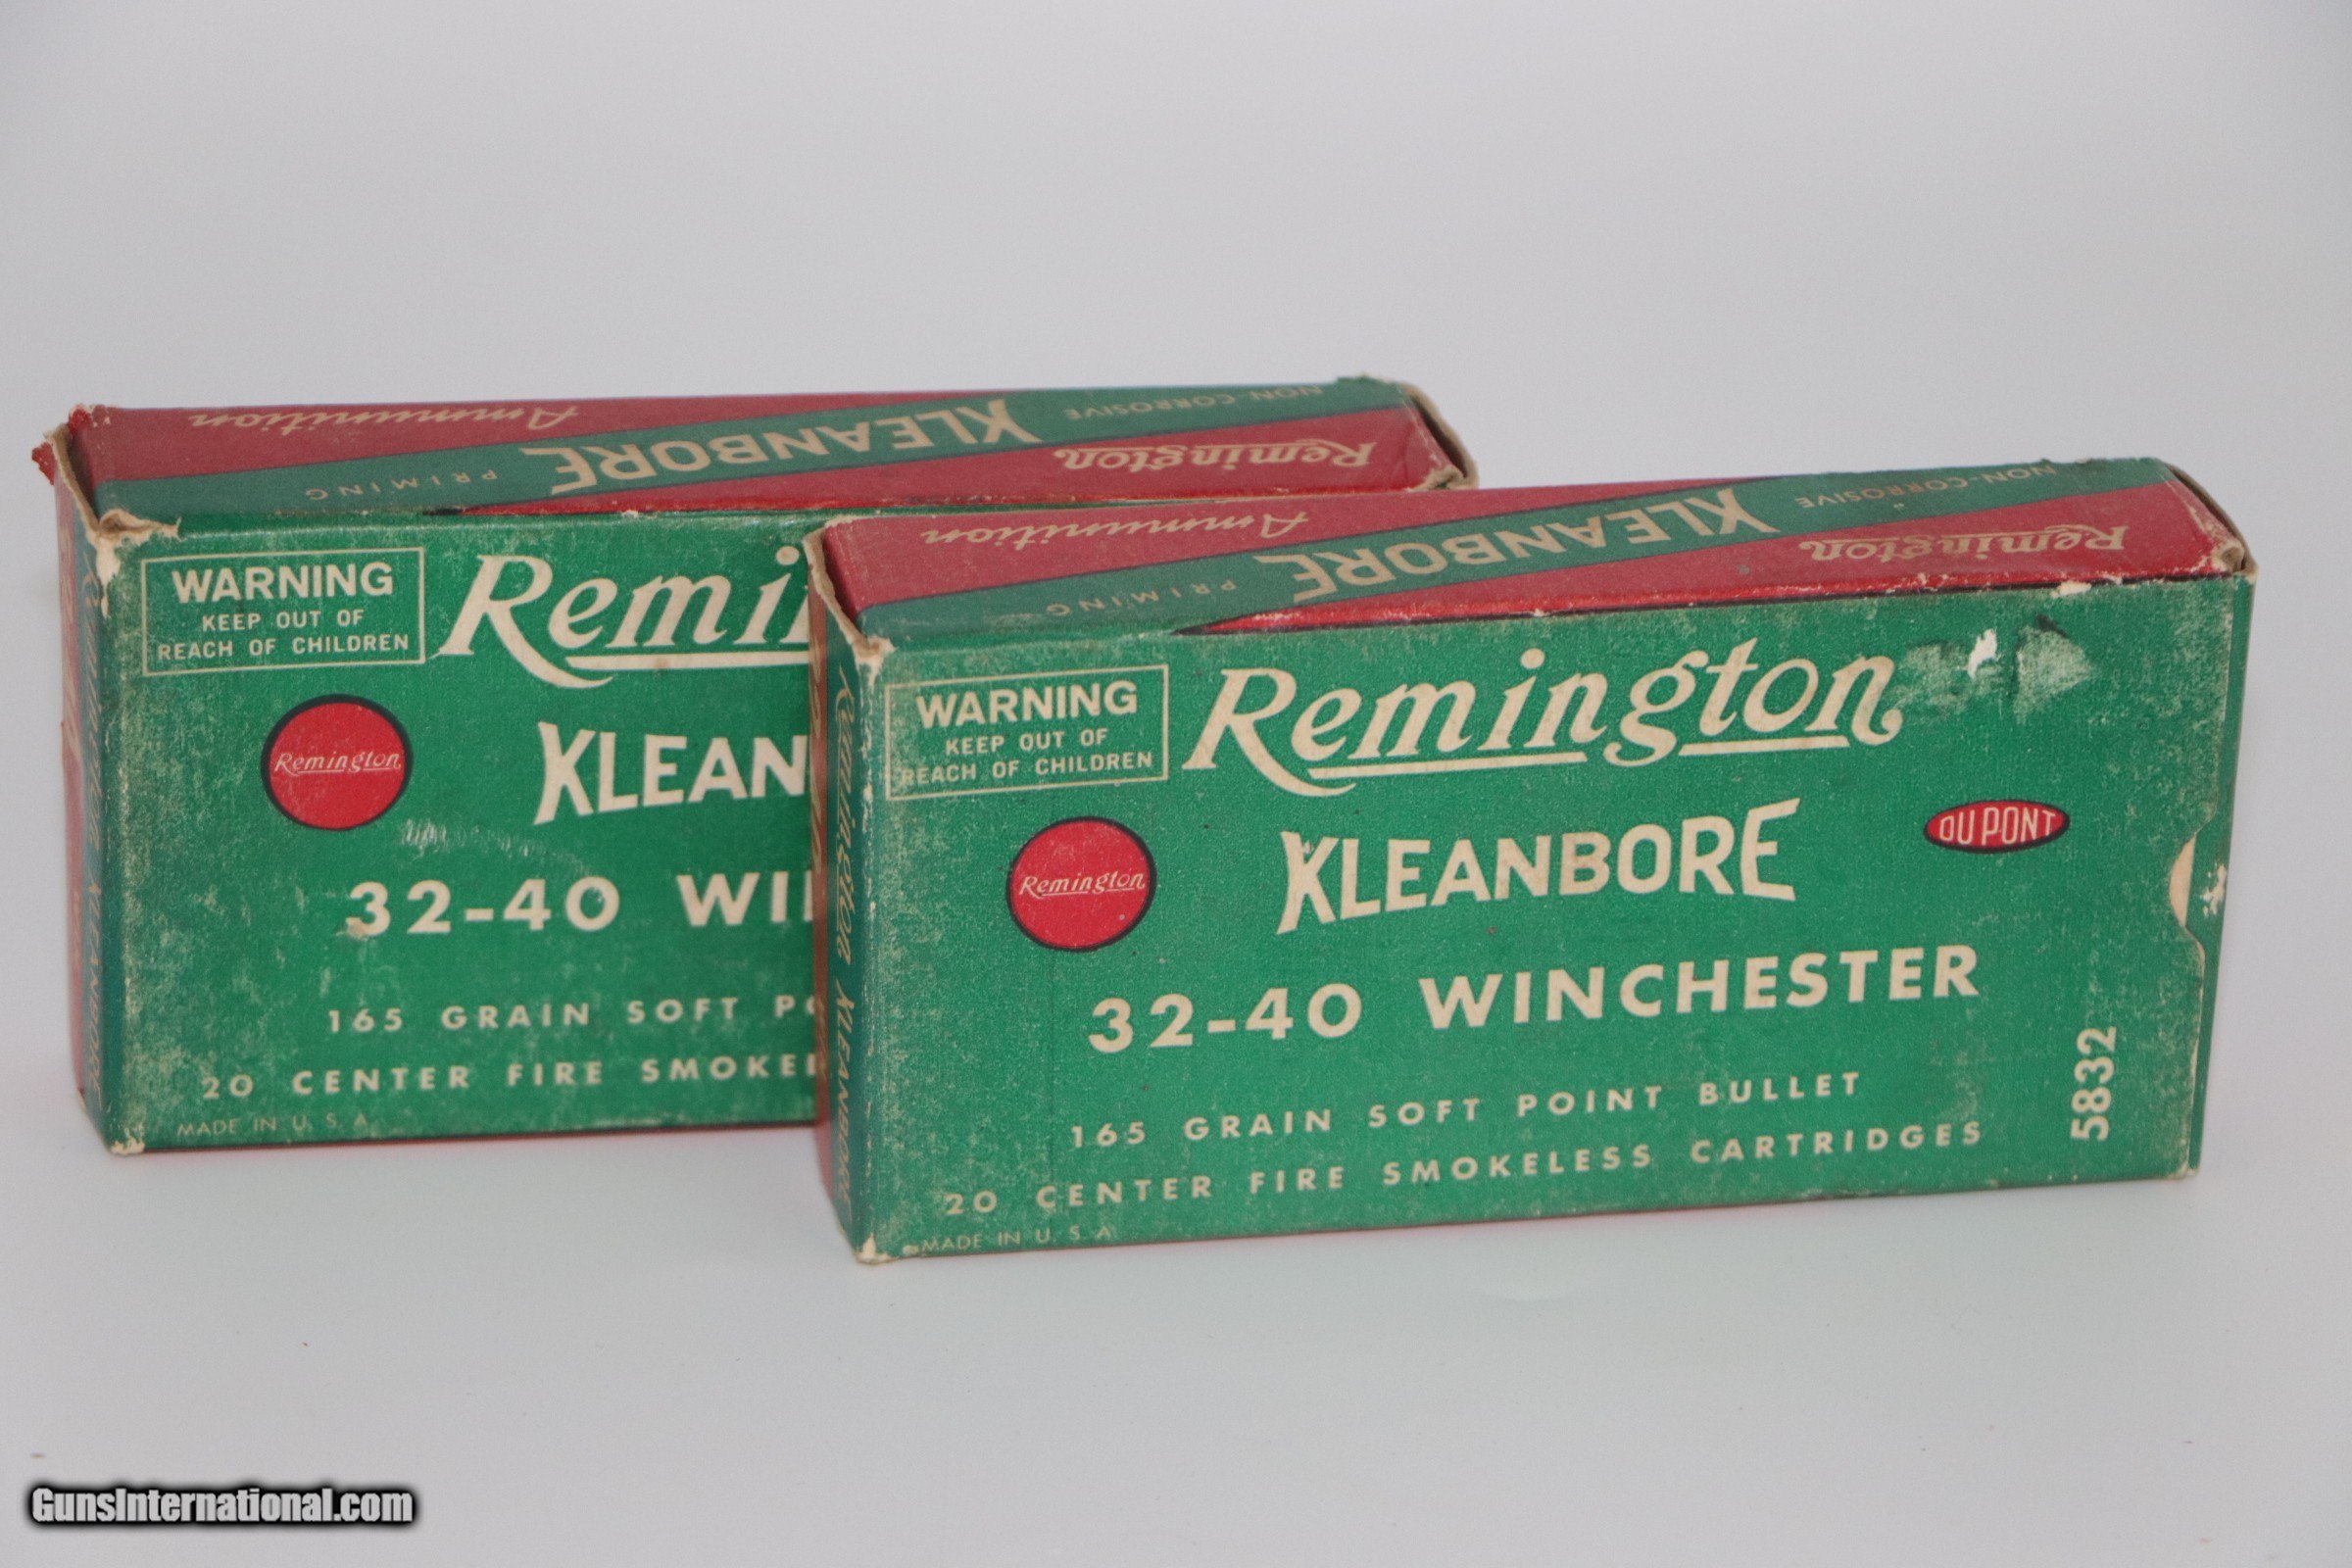 Ammunition
KLEANBORE
NON-CORROSIVE
PRIMING
Remington
WARNING
KEEP OUT OF
REACH OF CHILDREN
Remi
Remington
KLEAN
32-40 WI
165 GRAIN SOFT
20 CENTER FIRE
MADE IN U.S.A.
Ammunition
KLEANBORE
NON-CORROSIVE
PRIMING
Remington
Remington KLEANBORE
WARNING
KEEP OUT OF
REACH OF CHILDREN
Remington
Remington
KLEANBORE
DU PONT
32-40 WINCHESTER
165 GRAIN SOFT POINT BULLET
20 CENTER FIRE SMOKELESS CARTRIDGES
5832
MADE IN U.S.A.
GunsInternational.com